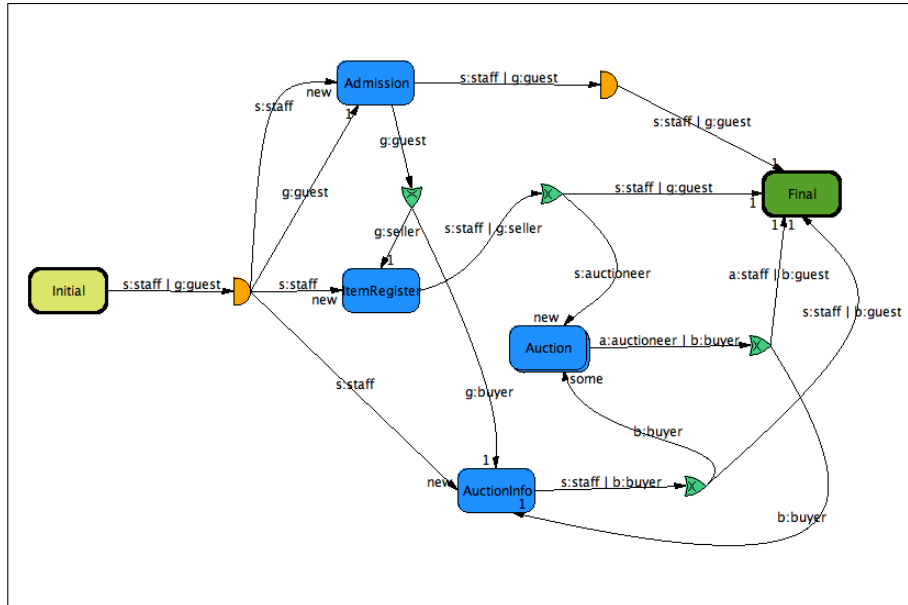 Admission
s:staff | g:guest
new
1
s:staff
s:staff | g:guest
g:guest
1
g:guest
s:staff | g:guest
1
Final
g:seller
s:staff | g:seller
1 1
1
s:auctioneer
Initial
s:staff | g:guest
s:staff
new
ItemRegister
a:staff | b:guest
s:staff | b:guest
new
Auction
a:auctioneer | b:buyer
some
s:staff
g:buyer
b:buyer
1
new
AuctionInfo
1
s:staff | b:buyer
b:buyer